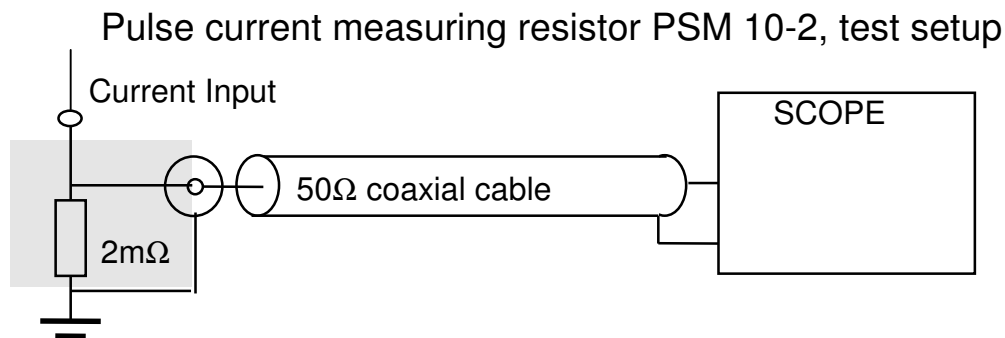 Pulse current measuring resistor PSM 10-2, test setup
Current Input
SCOPE
50Ω coaxial cable
2mΩ